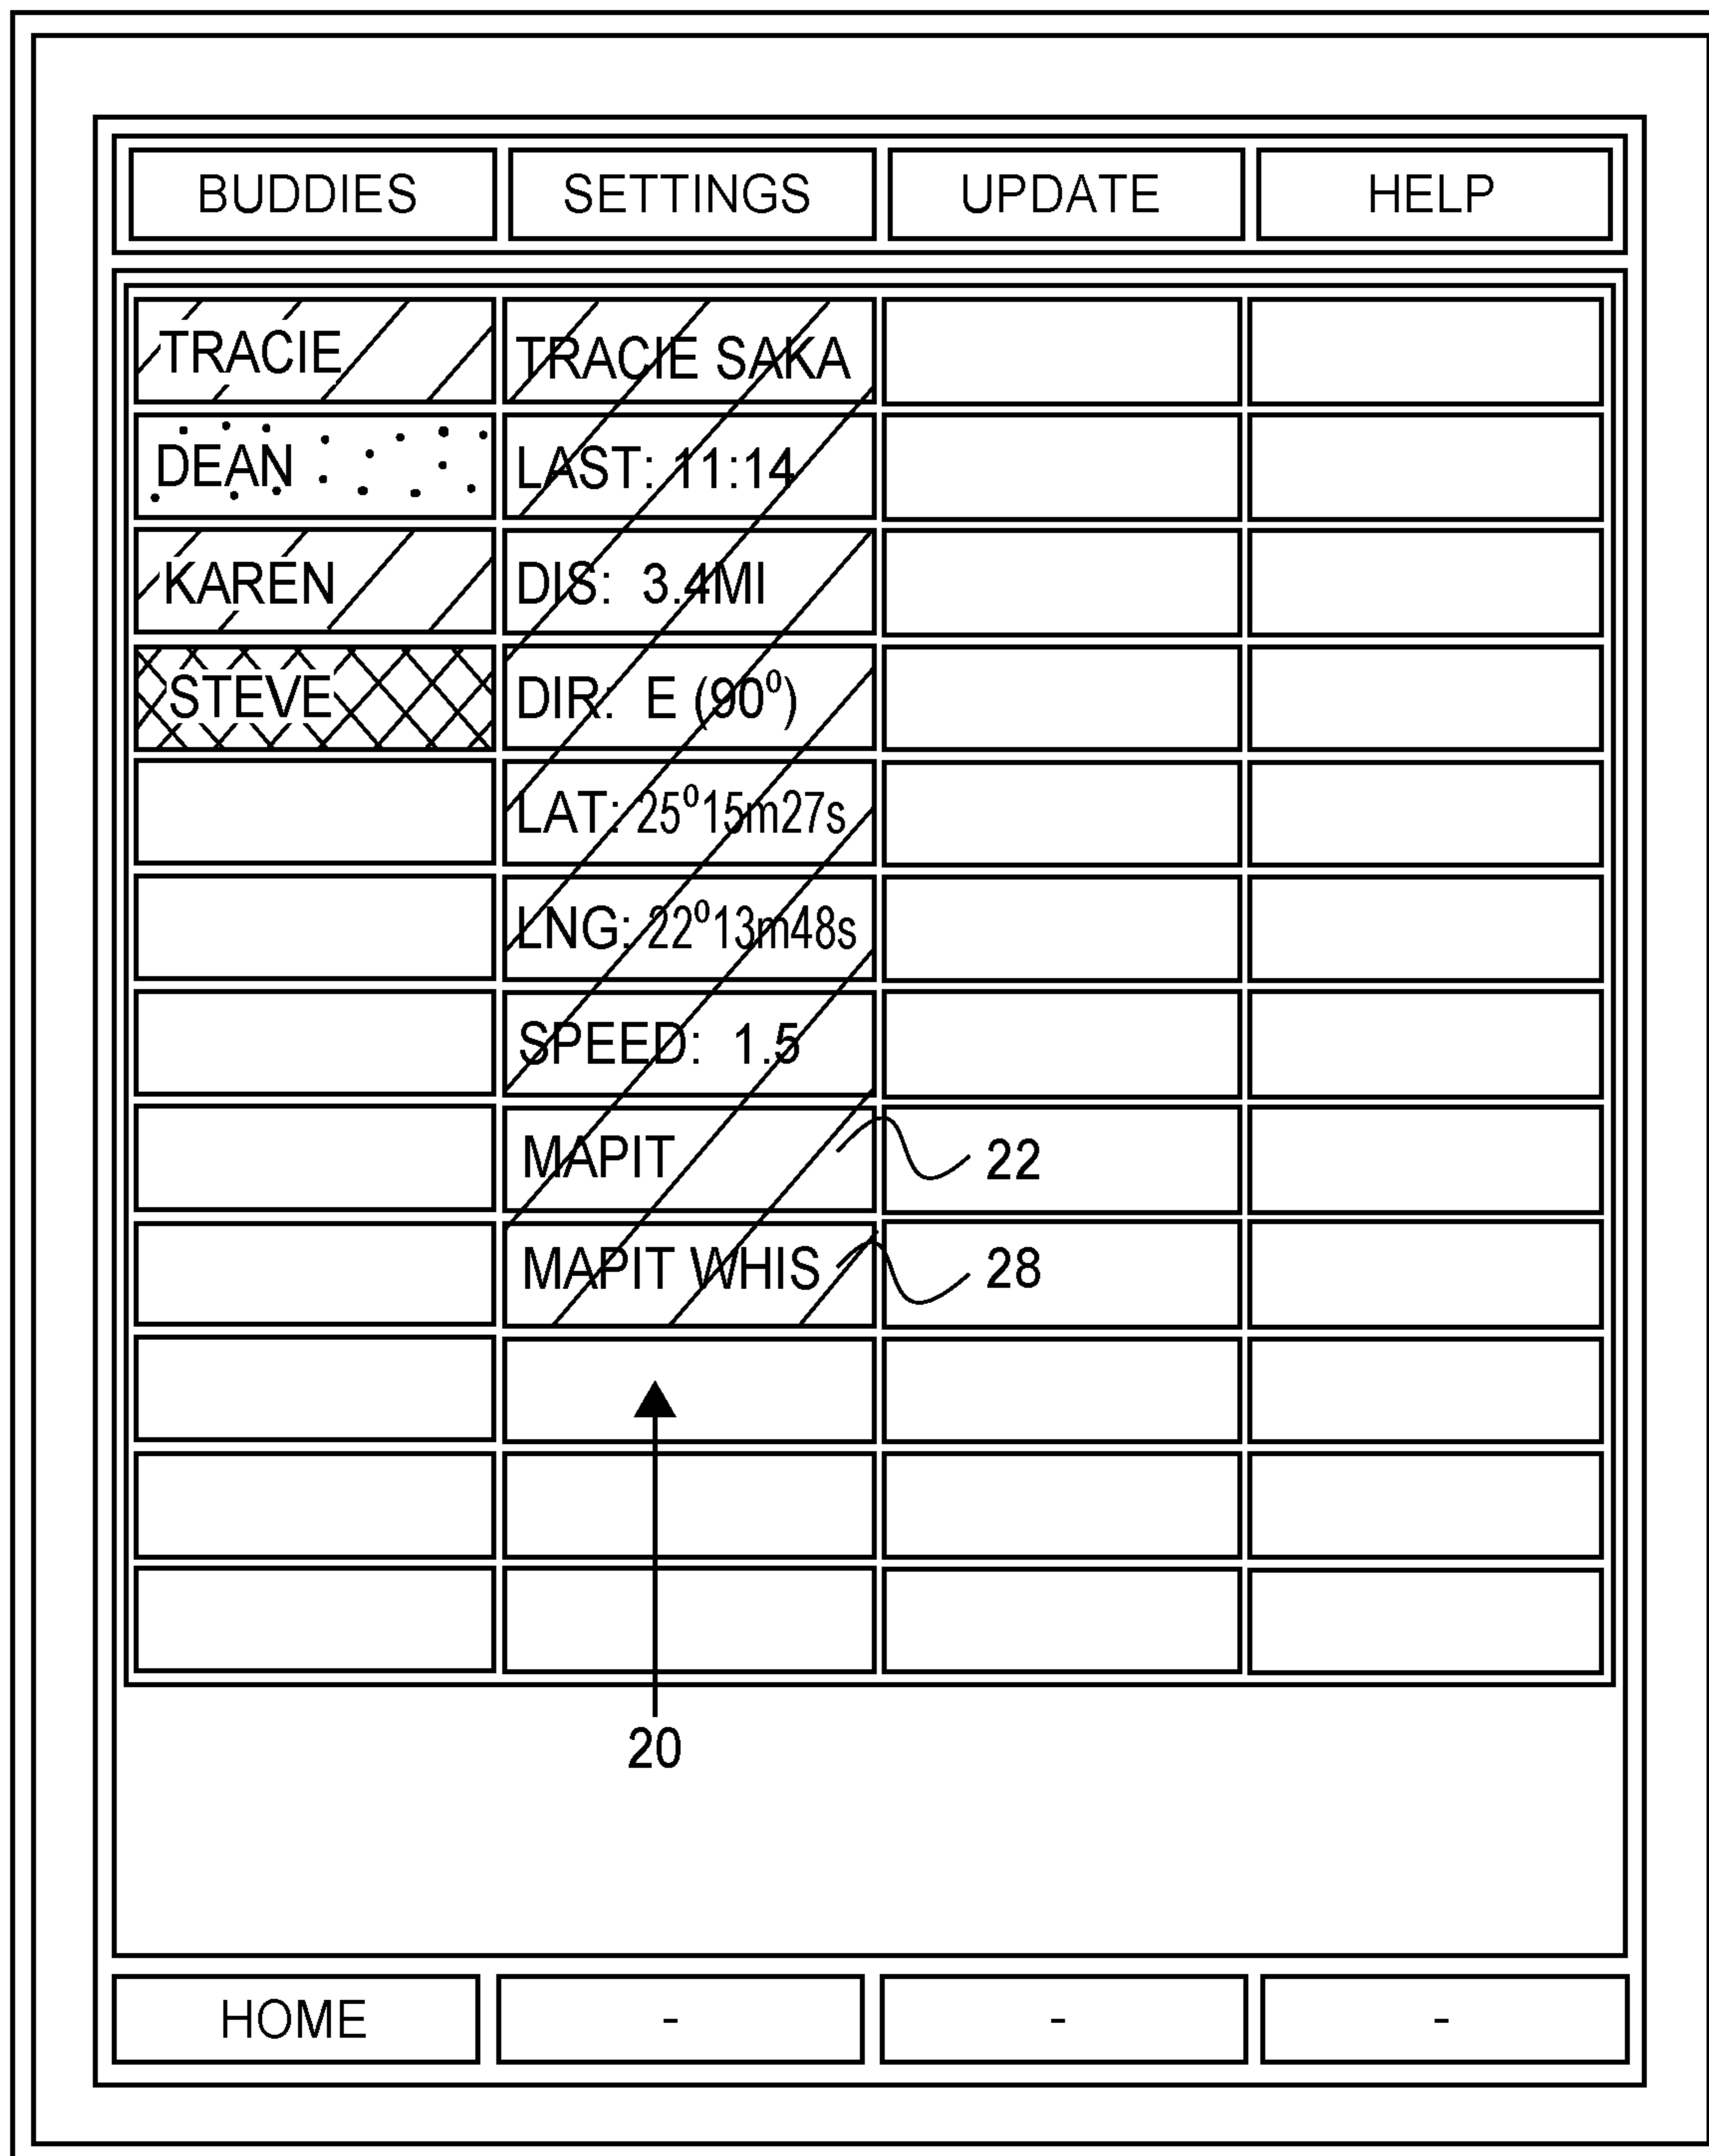 BUDDIES SETTINGS UPDATE HELP
TRACIE TRACIE SAKA
DEAN LAST: 11:14
KAREN DIS: 3.4MI
STEVE DIR: E (90⁰)
LAT: 25⁰15m27s
LNG: 22⁰13m48s
SPEED: 1.5
MAPIT 22
MAPIT WHIS 28
20
HOME - - -